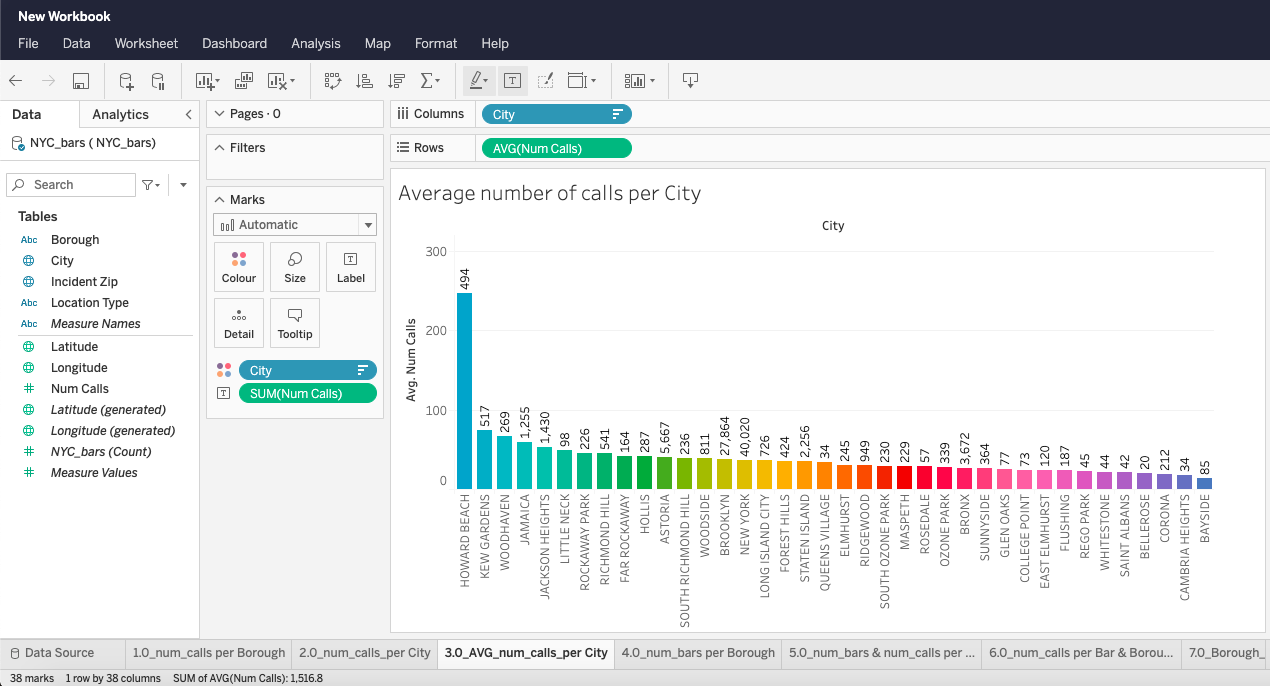 New Workbook
File Data Worksheet Dashboard Analysis Map Format Help
Data Analytics
NYC_bars ( NYC_bars)
Search
Tables
Abc Borough
City
Incident Zip
Abc Location Type
Abc Measure Names
Latitude
Longitude
Num Calls
Latitude (generated)
Longitude (generated)
NYC_bars (Count)
Measure Values
Pages · 0
Filters
Marks
Automatic
Colour Size Label
Detail Tooltip
City
SUM(Num Calls)
Columns City
Rows AVG(Num Calls)
Average number of calls per City
City
Avg. Num Calls
300
200
100
0
494 517 269 1,255 1,430 98 226 541 164 287 5,667 236 811 27,864 40,020 726 424 2,256 34 245 949 230 229 57 339 3,672 364 77 73 120 187 45 44 42 20 212 34 85
HOWARD BEACH
KEW GARDENS
WOODHAVEN
JAMAICA
JACKSON HEIGHTS
LITTLE NECK
ROCKAWAY PARK
RICHMOND HILL
FAR ROCKAWAY
HOLLIS
ASTORIA
SOUTH RICHMOND HILL
WOODSIDE
BROOKLYN
NEW YORK
LONG ISLAND CITY
FOREST HILLS
STATEN ISLAND
QUEENS VILLAGE
ELMHURST
RIDGEWOOD
SOUTH OZONE PARK
MASPETH
ROSEDALE
OZONE PARK
BRONX
SUNNYSIDE
GLEN OAKS
COLLEGE POINT
EAST ELMHURST
FLUSHING
REGO PARK
WHITESTONE
SAINT ALBANS
BELLEROSE
CORONA
CAMBRIA HEIGHTS
BAYSIDE
Data Source 1.0_num_calls per Borough 2.0_num_calls_per City 3.0_AVG_num_calls_per City 4.0_num_bars per Borough 5.0_num_bars & num_calls per ... 6.0_num_calls per Bar & Borou... 7.0_Borough_
38 marks 1 row by 38 columns SUM of AVG(Num Calls): 1,516.8